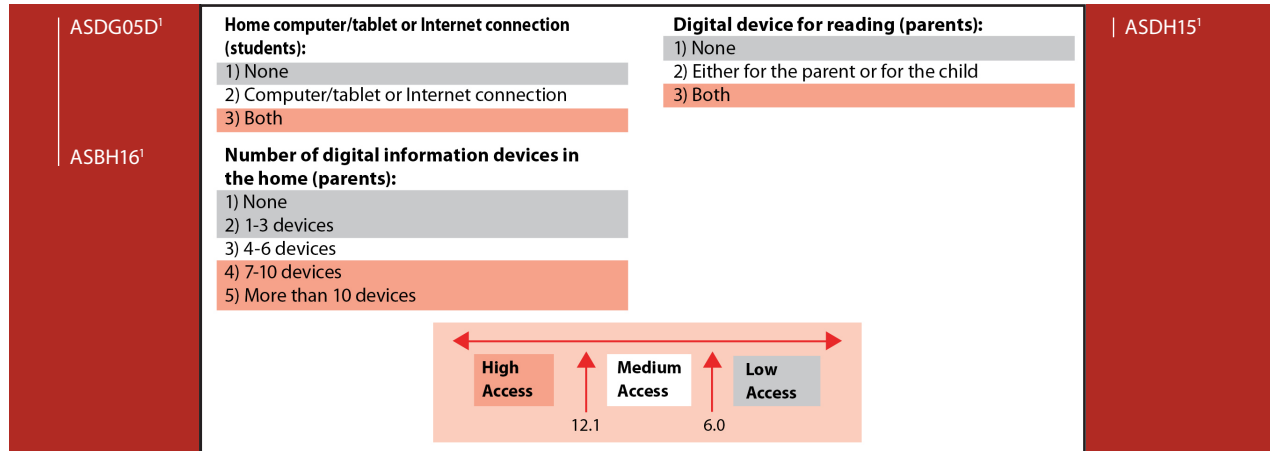 ASDG05D¹
ASBH16¹
Home computer/tablet or Internet connection
(students):
1) None
2) Computer/tablet or Internet connection
3) Both
Number of digital information devices in
the home (parents):
1) None
2) 1-3 devices
3) 4-6 devices
4) 7-10 devices
5) More than 10 devices
Digital device for reading (parents):
1) None
2) Either for the parent or for the child
3) Both
ASDH15¹
High
Access
Medium
Access
Low
Access
12.1
6.0